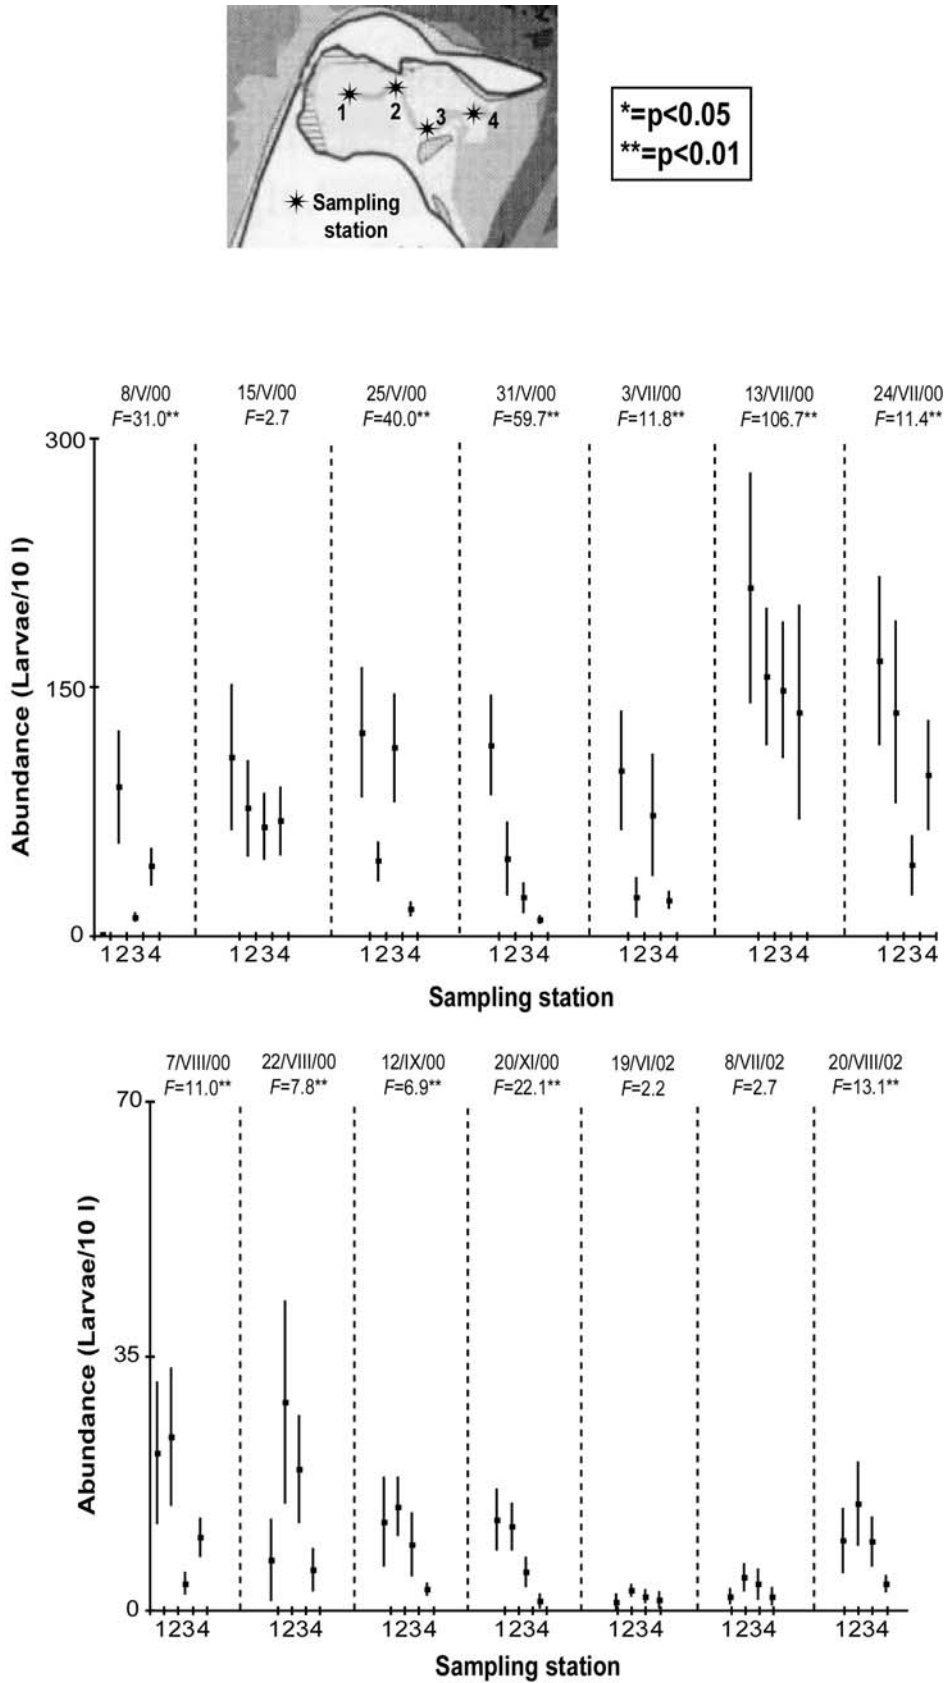 1
2
3
4
Sampling
station
*=p<0.05
**=p<0.01
8/V/00
F=31.0**
15/V/00
F=2.7
25/V/00
F=40.0**
31/V/00
F=59.7**
3/VII/00
F=11.8**
13/VII/00
F=106.7**
24/VII/00
F=11.4**
300
150
0
Abundance (Larvae/10 l)
1234 1234 1234 1234 1234 1234 1234
Sampling station
7/VIII/00
F=11.0**
22/VIII/00
F=7.8**
12/IX/00
F=6.9**
20/XI/00
F=22.1**
19/VI/02
F=2.2
8/VII/02
F=2.7
20/VIII/02
F=13.1**
70
35
0
Abundance (Larvae/10 l)
1234 1234 1234 1234 1234 1234 1234
Sampling station